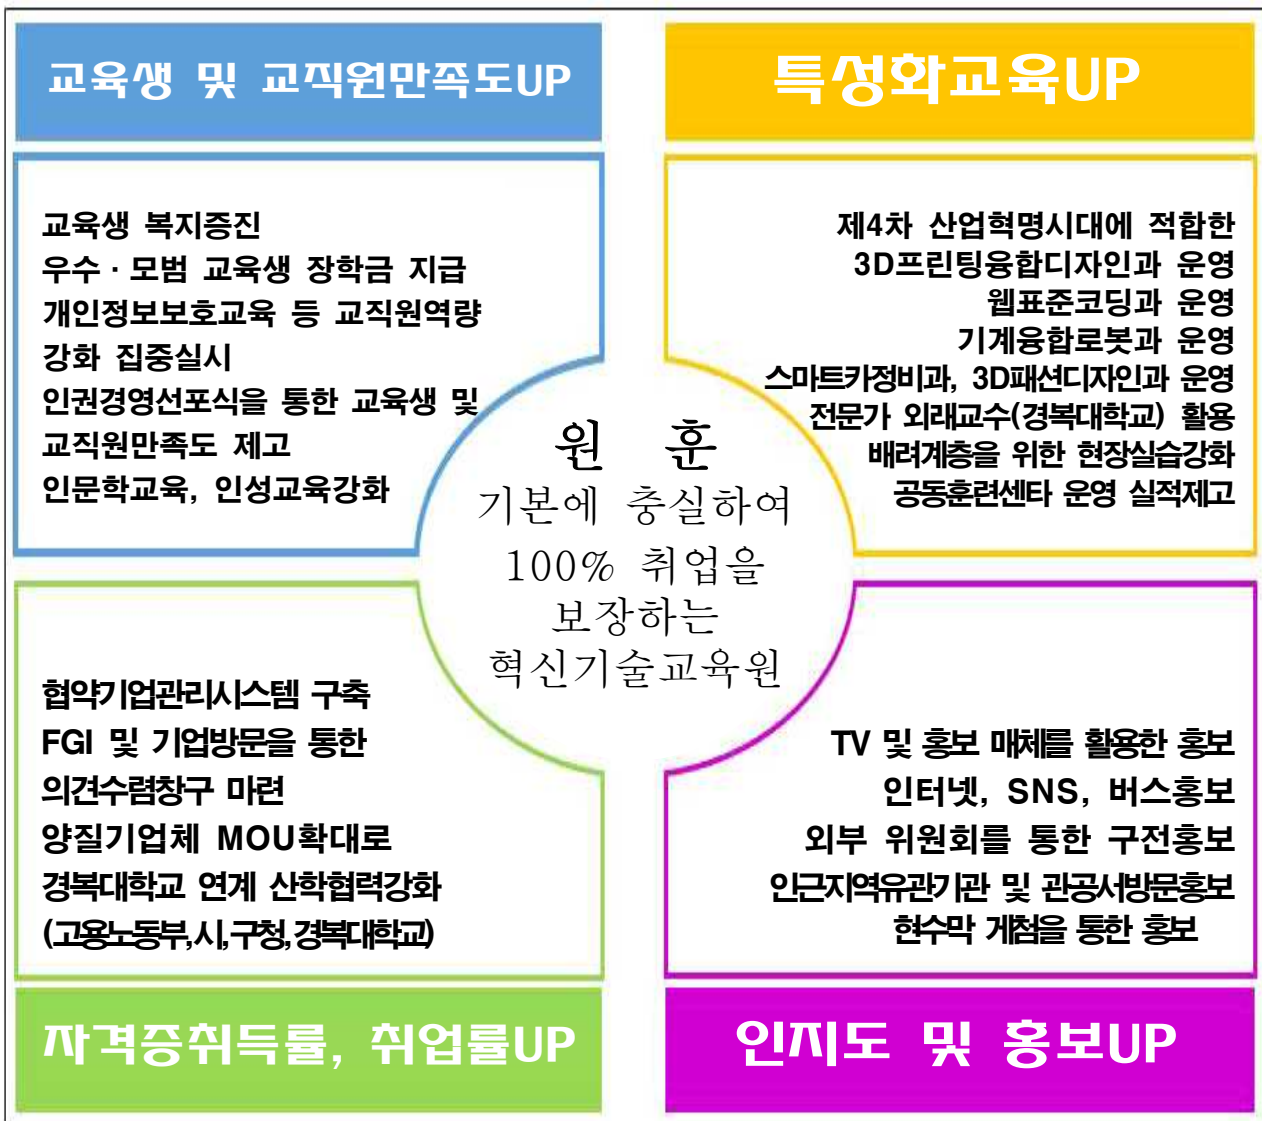 교육생 및 교직원만족도UP
교육생 복지증진
우수·모범 교육생 장학금 지급
개인정보보호교육 등 교직원역량
강화 집중실시
인권경영선포식을 통한 교육생 및
교직원만족도 제고
인문학교육, 인성교육강화
특성화교육UP
제4차 산업혁명시대에 적합한
3D프린팅융합디자인과 운영
웹표준코딩과 운영
기계융합로봇과 운영
스마트카정비과, 3D패션디자인과 운영
전문가 외래교수(경복대학교) 활용
배려계층을 위한 현장실습강화
공동훈련센타 운영 실적제고
원 훈
기본에 충실하여
100% 취업을
보장하는
혁신기술교육원
협약기업관리시스템 구축
FGI 및 기업방문을 통한
의견수렴창구 마련
양질기업체 MOU확대로
경복대학교 연계 산학협력강화
(고용노동부,시,구청,경복대학교)
자격증취득률, 취업률UP
TV 및 홍보 매체를 활용한 홍보
인터넷, SNS, 버스홍보
외부 위원회를 통한 구전홍보
인근지역유관기관 및 관공서방문홍보
현수막 게첨을 통한 홍보
인지도 및 홍보UP